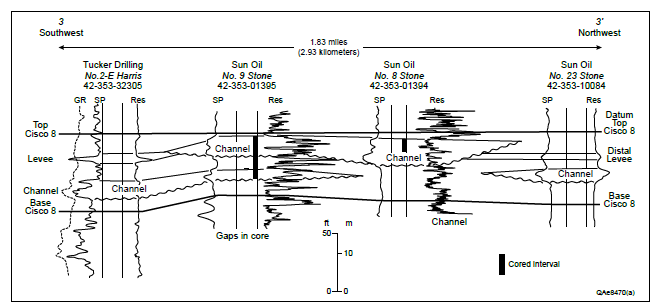 3
Southwest
3'
Northwest
1.83 miles
(2.93 kilometers)
Tucker Drilling
No.2-E Harris
42-353-32305
Sun Oil
No. 9 Stone
42-353-01395
Sun Oil
No. 8 Stone
42-353-01394
Sun Oil
No. 23 Stone
42-353-10084
GR SP Res
SP Res
SP Res
SP Res
Top
Cisco 8
Levee
Channel
Base
Cisco 8
Channel
Channel
Channel
Channel
Datum
Top
Cisco 8
Distal
Levee
Base
Cisco 8
Gaps in core
Channel
ft m
50
10
0 0
Cored Interval
QAe8470(a)